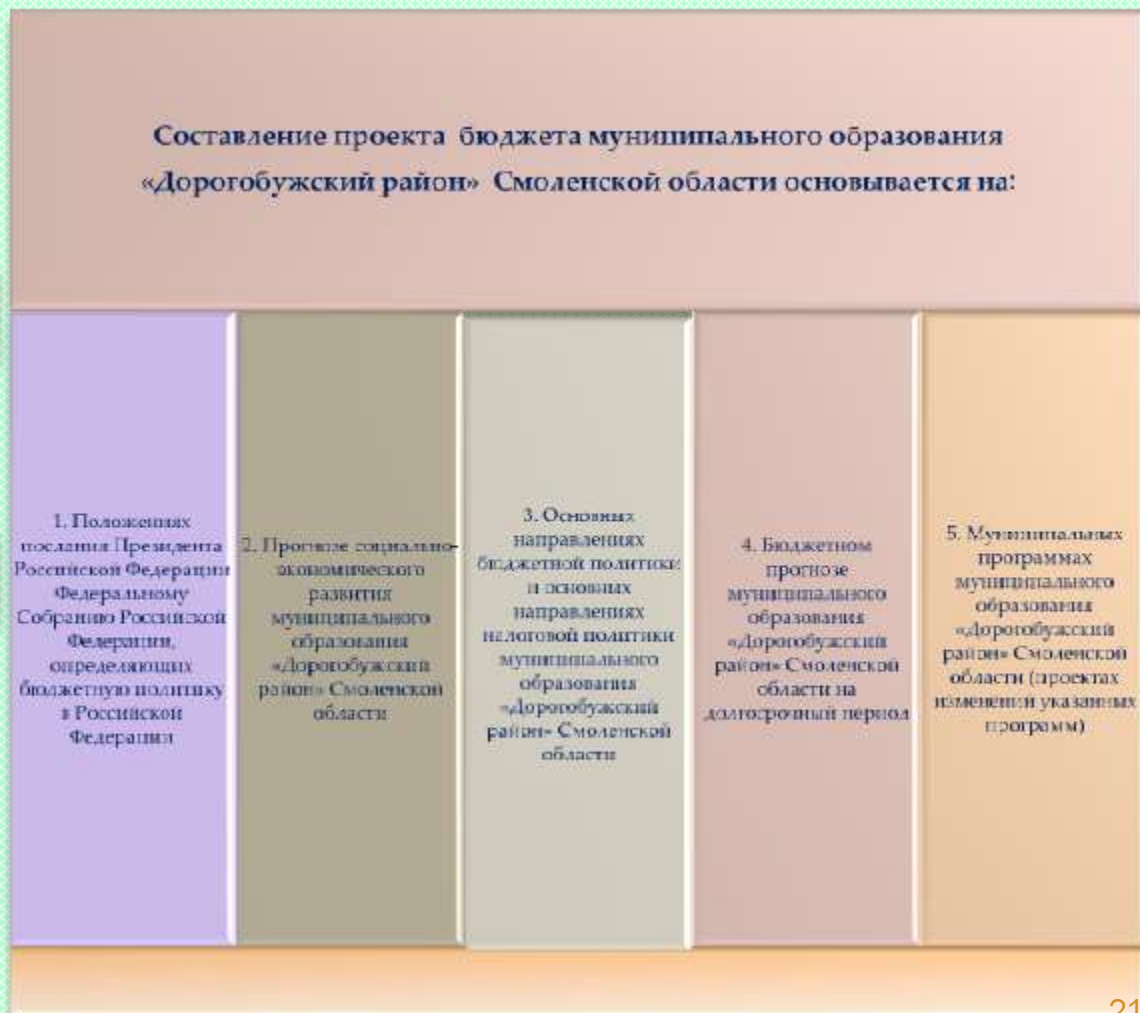 Составление проекта бюджета муниципального образования
«Дорогобужский район» Смоленской области основывается на:
1. Положениях
послания Президента
Российской Федерации
Федеральному
Собранию Российской
Федерации,
определяющих
бюджетную политику
в Российской
Федерации
2. Прогнозе социально-
экономического
развития
муниципального
образования
«Дорогобужский
район» Смоленской
области
3. Основных
направлениях
бюджетной политики
и основных
направлениях
налоговой политики
муниципального
образования
«Дорогобужский
район» Смоленской
области
4. Бюджетном
прогнозе
муниципального
образования
«Дорогобужский
район» Смоленской
области на
долгосрочный период
5. Муниципальных
программах
муниципального
образования
«Дорогобужский
район» Смоленской
области (проектах
изменений указанных
программ)
21